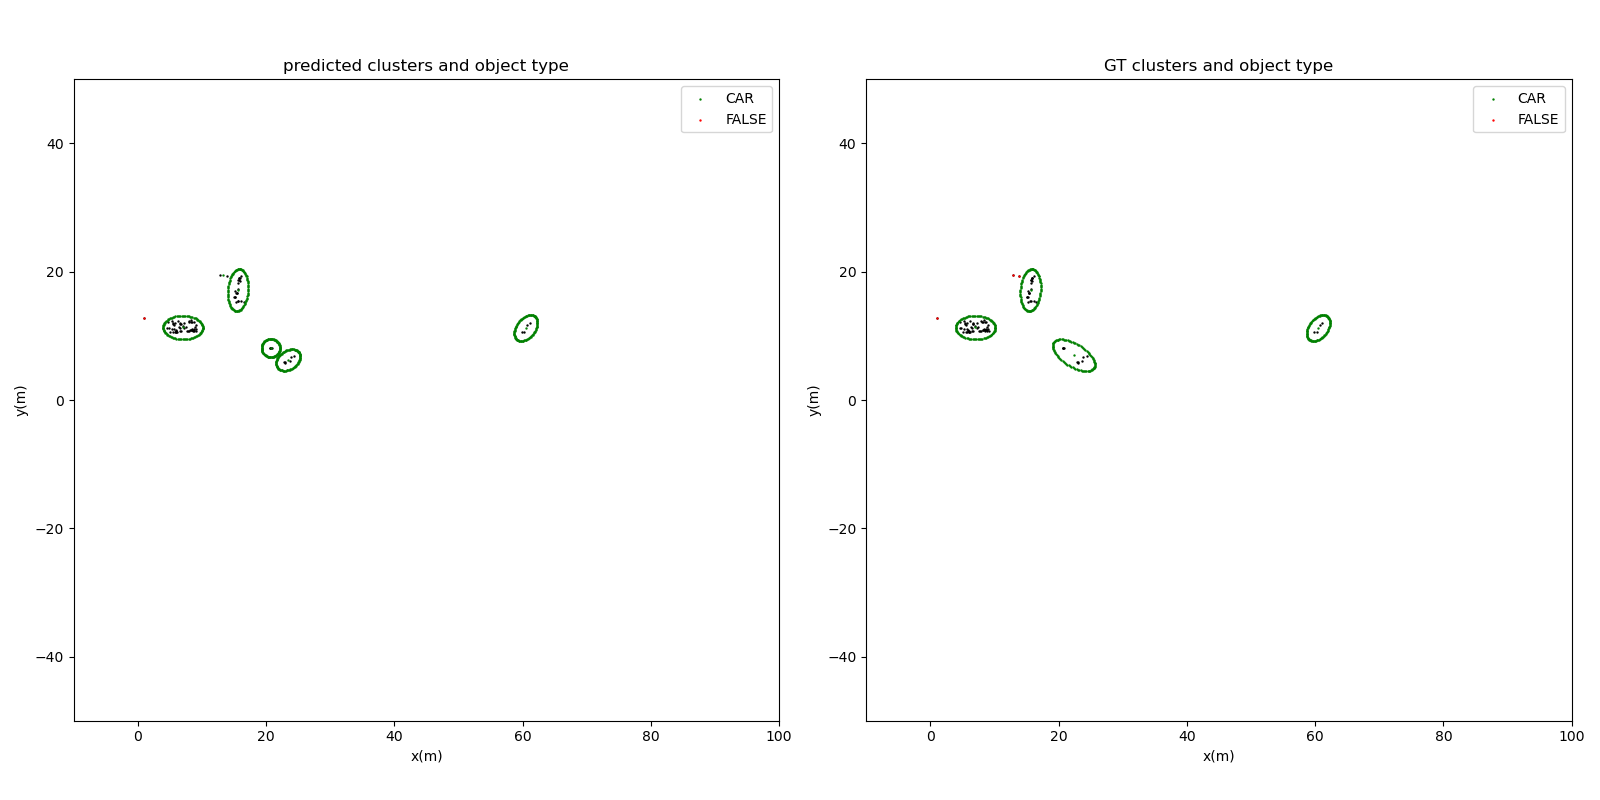 predicted clusters and object type
CAR
FALSE
40
20
0
−20
−40
y(m)
0 20 40 60 80 100
x(m)
GT clusters and object type
CAR
FALSE
40
20
0
−20
−40
y(m)
0 20 40 60 80 100
x(m)